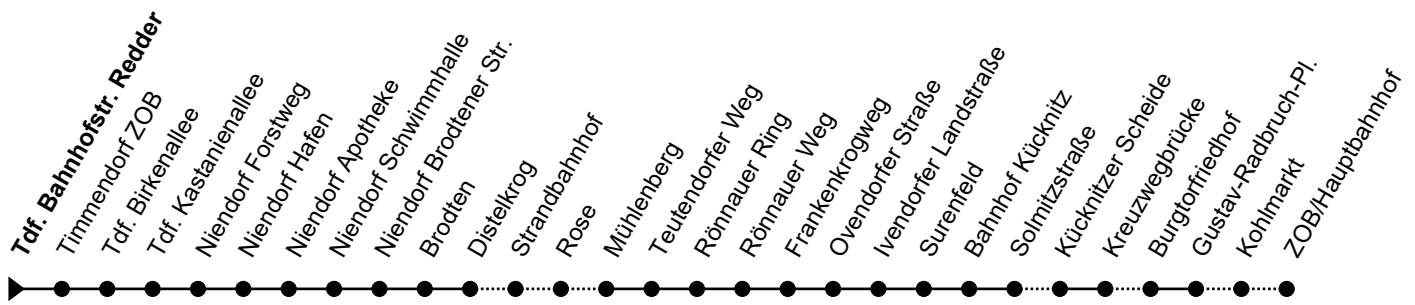 Tdf. Bahnhofstr. Redder
Timmendorf ZOB
Tdf. Birkenallee
Tdf. Kastanienallee
Niendorf Forstweg
Niendorf Hafen
Niendorf Apotheke
Niendorf Schwimmhalle
Niendorf Brodtener Str.
Brodten
Distelkrog
Strandbahnhof
Rose
Mühlenberg
Teutendorfer Weg
Rönnauer Ring
Rönnauer Weg
Frankenkrogweg
Ovendorfer Straße
Ivendorfer Landstraße
Surenfeld
Bahnhof Kücknitz
Solmitzstraße
Kücknitzer Scheide
Kreuzwegbrücke
Burgtorfriedhof
Gustav-Radbruch-Pl.
Kohlmarkt
ZOB/Hauptbahnhof